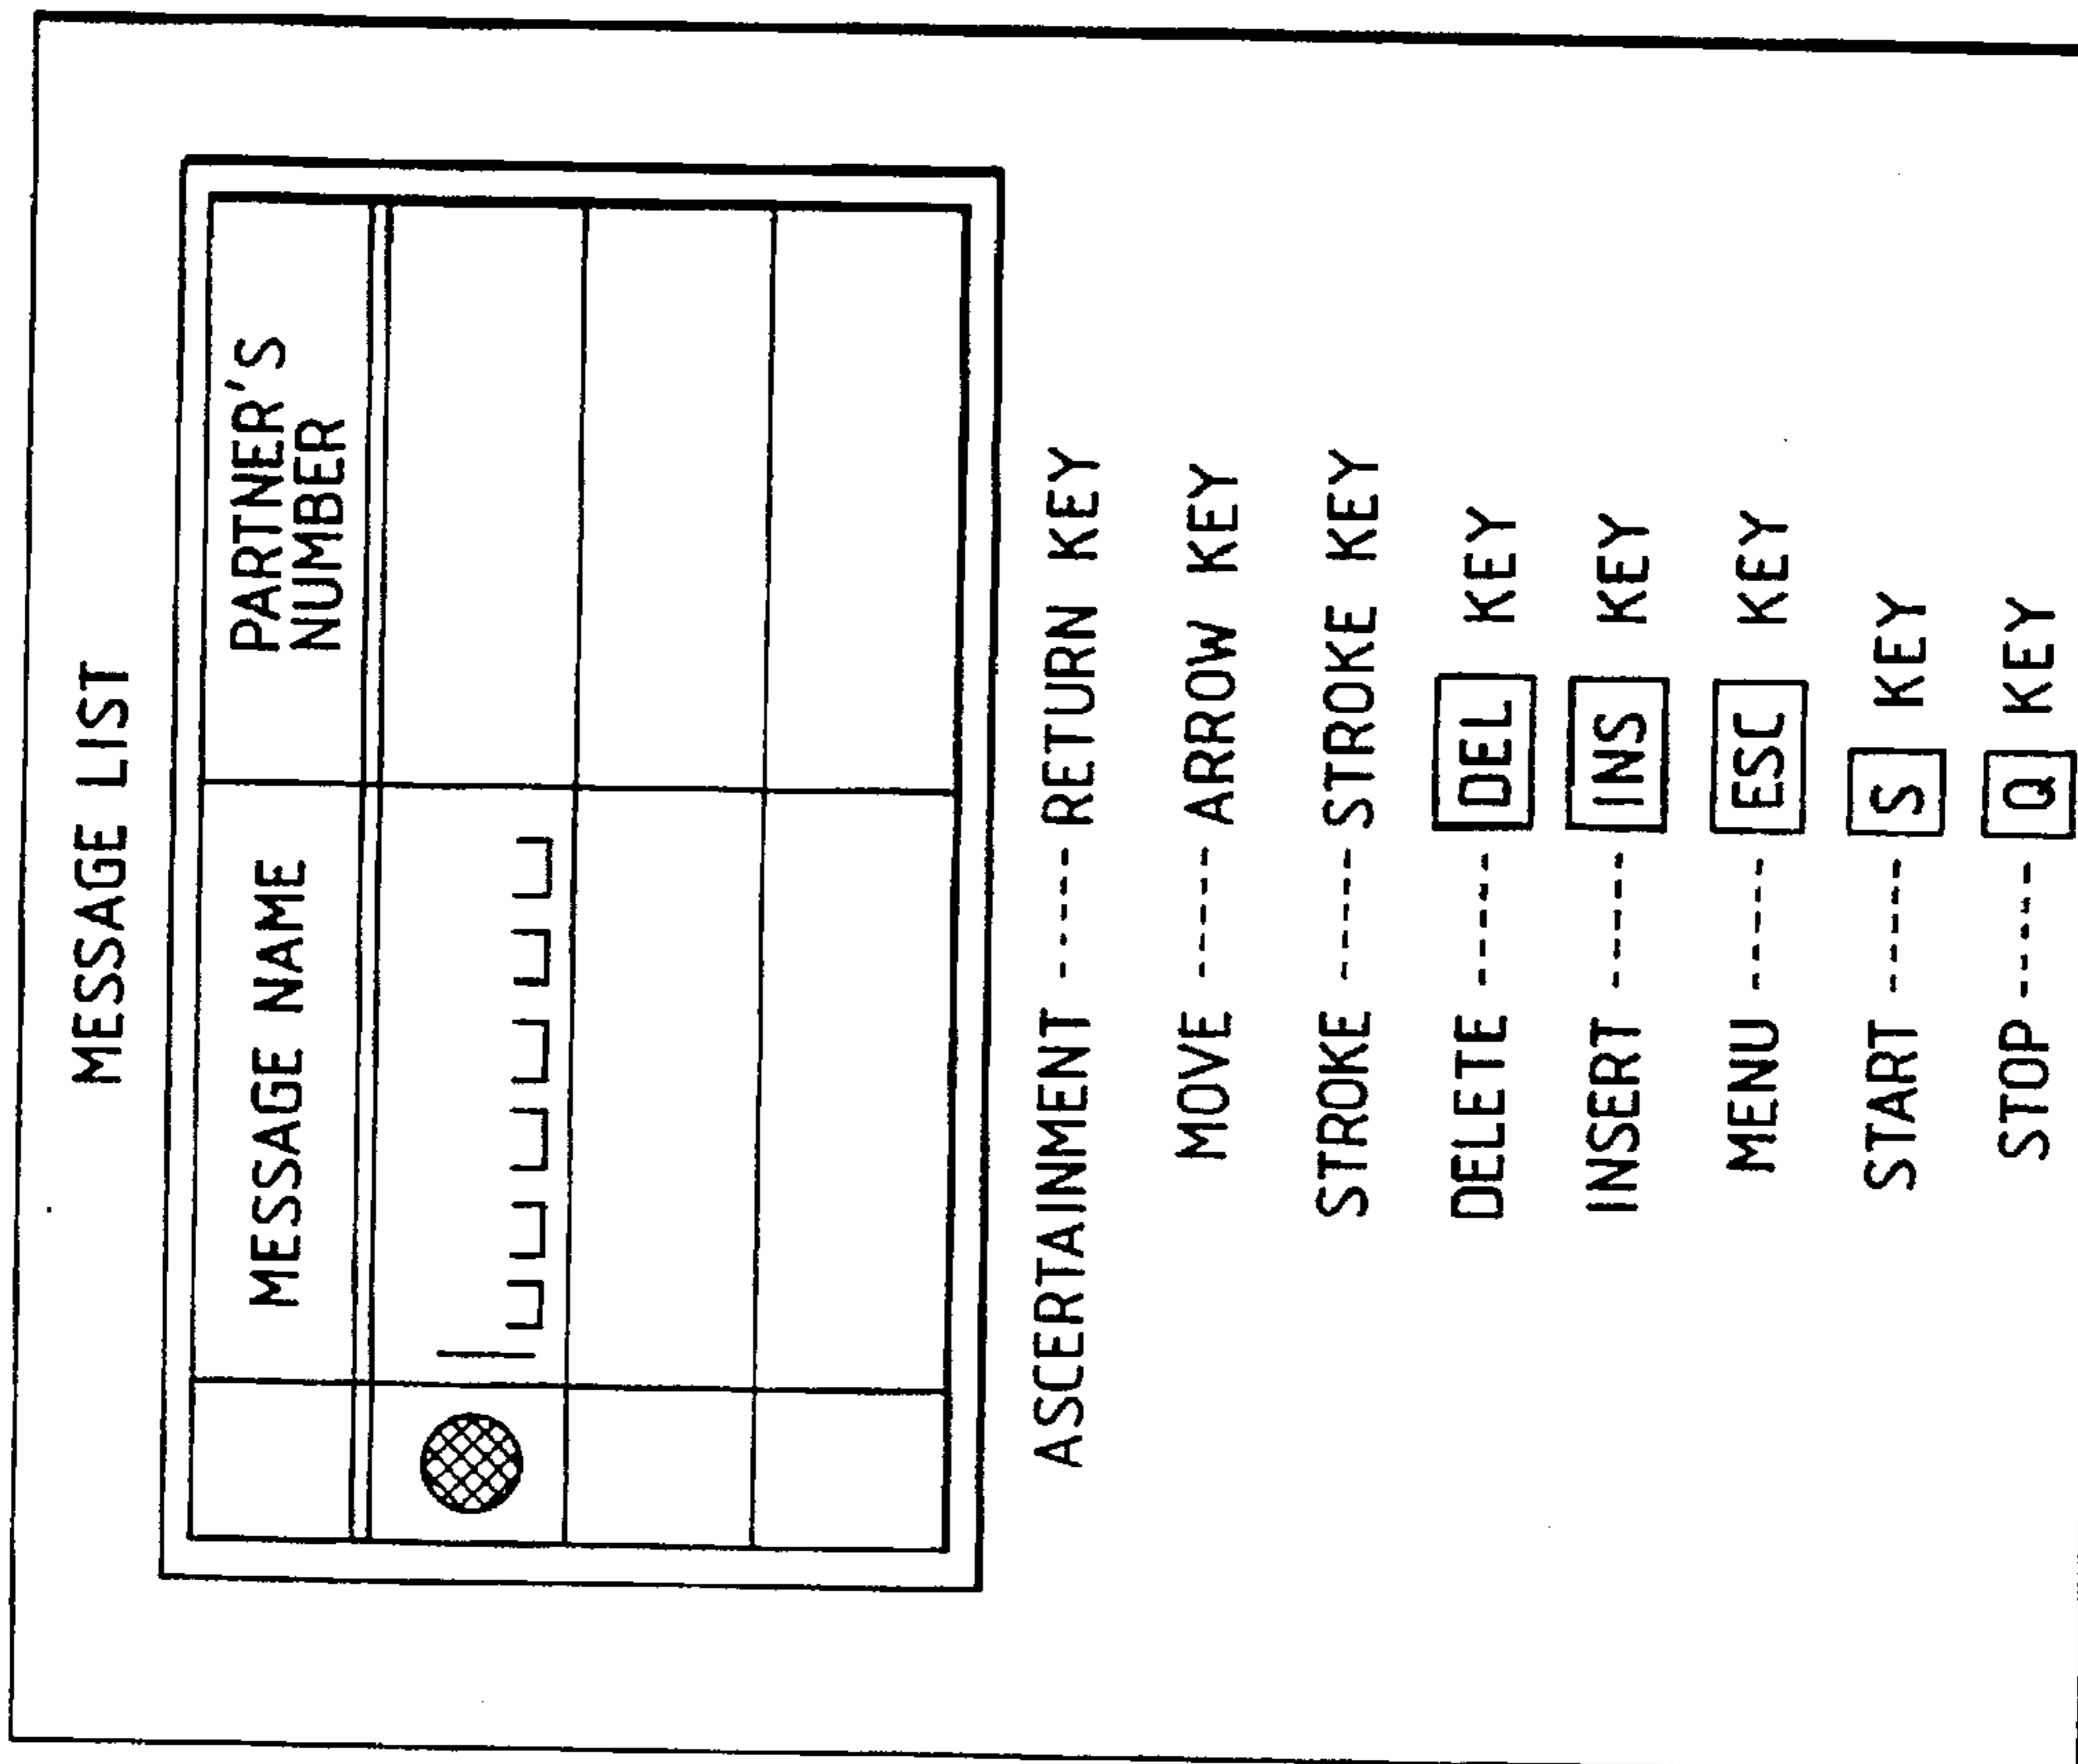 MESSAGE LIST
MESSAGE NAME
PARTNER'S
NUMBER
ASCERTAINMENT ----- RETURN KEY
MOVE ----- ARROW KEY
STROKE ----- STROKE KEY
DELETE ----- DEL KEY
INSERT ----- INS KEY
MENU ----- ESC KEY
START ----- S KEY
STOP ----- Q KEY